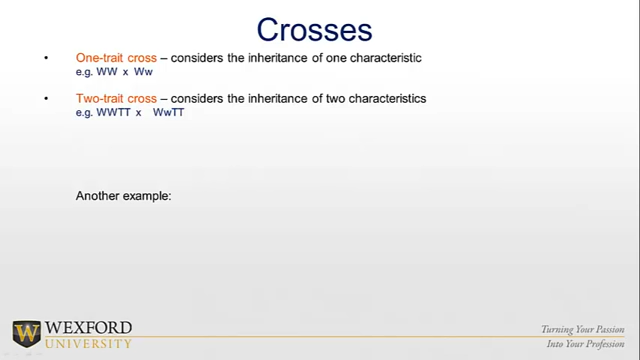 Crosses
• One-trait cross – considers the inheritance of one characteristic
e.g. WW x Ww
• Two-trait cross – considers the inheritance of two characteristics
e.g. WWTT x WwTT
Another example:
W
WEXFORD
UNIVERSITY
Turning Your Passion
Into Your Profession